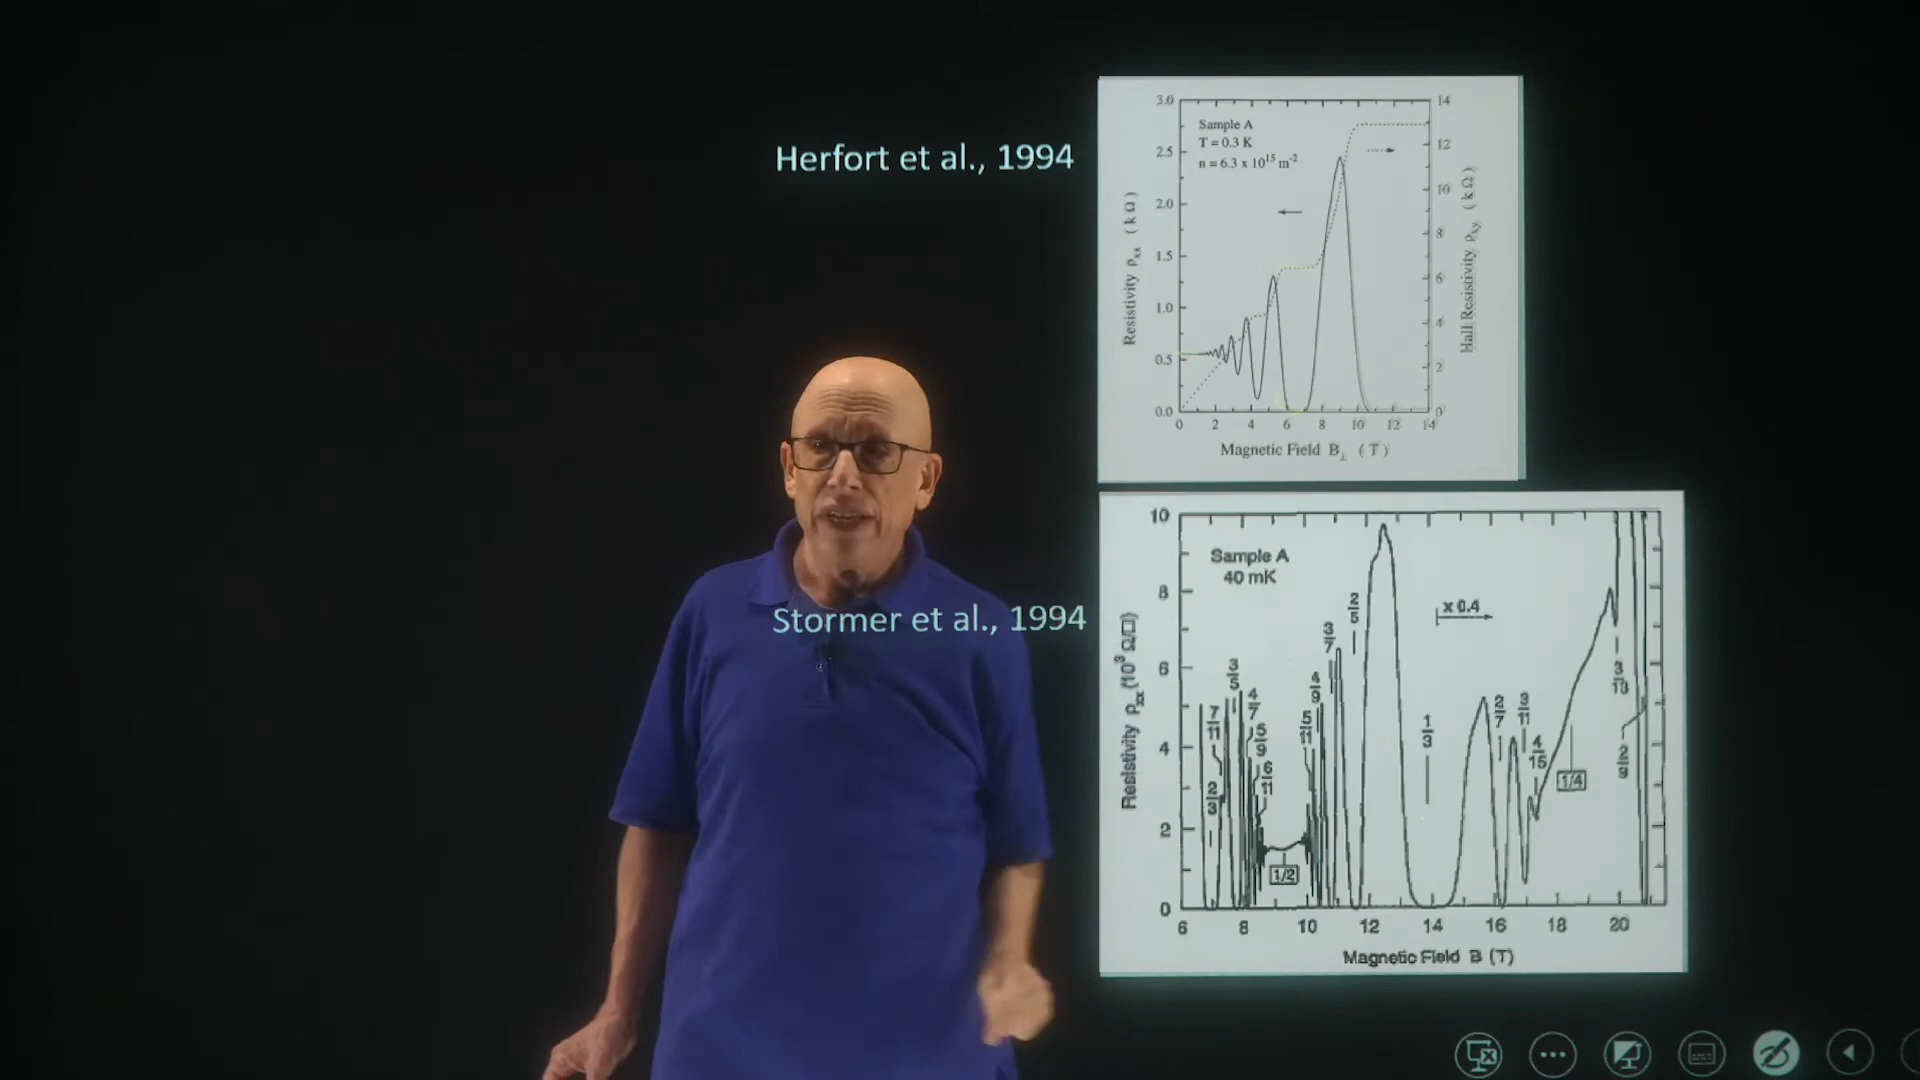 Herfort et al., 1994
3.0
2.5
2.0
1.5
1.0
0.5
0.0
Resistivity ρxx ( k Ω )
Sample A
T = 0.3 K
n = 6.3 x 10^15 m^-2
14
12
10
8
6
4
2
0
Hall Resistivity ρxy ( k Ω )
0 2 4 6 8 10 12 14
Magnetic Field B⊥ ( T )
Stormer et al., 1994
10
8
6
4
2
0
Resistivity ρxx (10^3 Ω/□)
Sample A
40 mK
x 0.4
2/3
7/11
3/5
4/7
5/9
6/11
1/2
5/11
4/9
3/7
2/5
1/3
2/7
3/11
4/15
1/4
3/13
2/9
6 8 10 12 14 16 18 20
Magnetic Field B (T)